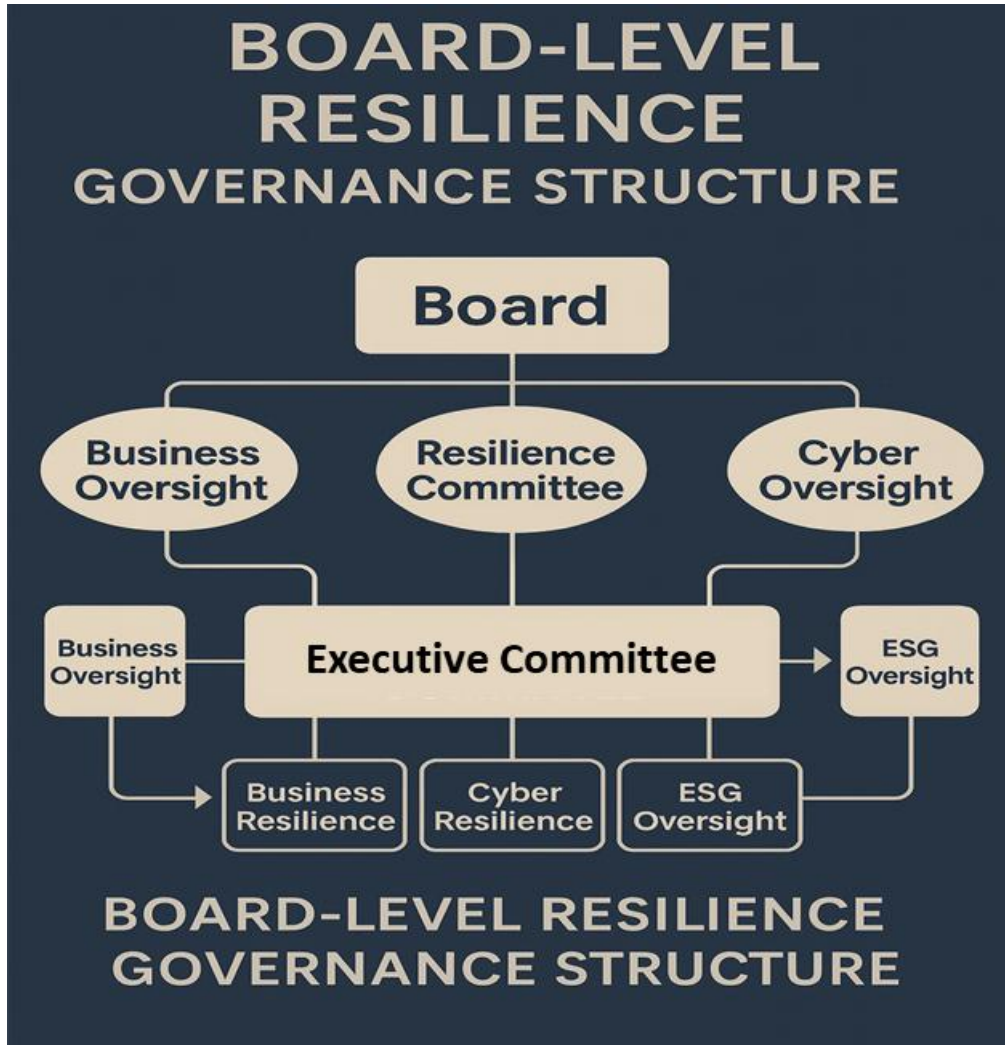 BOARD-LEVEL
RESILIENCE
GOVERNANCE STRUCTURE
Board
Business
Oversight
Resilience
Committee
Cyber
Oversight
Business
Oversight
Executive Committee
ESG
Oversight
Business
Resilience
Cyber
Resilience
ESG
Oversight
BOARD-LEVEL RESILIENCE
GOVERNANCE STRUCTURE